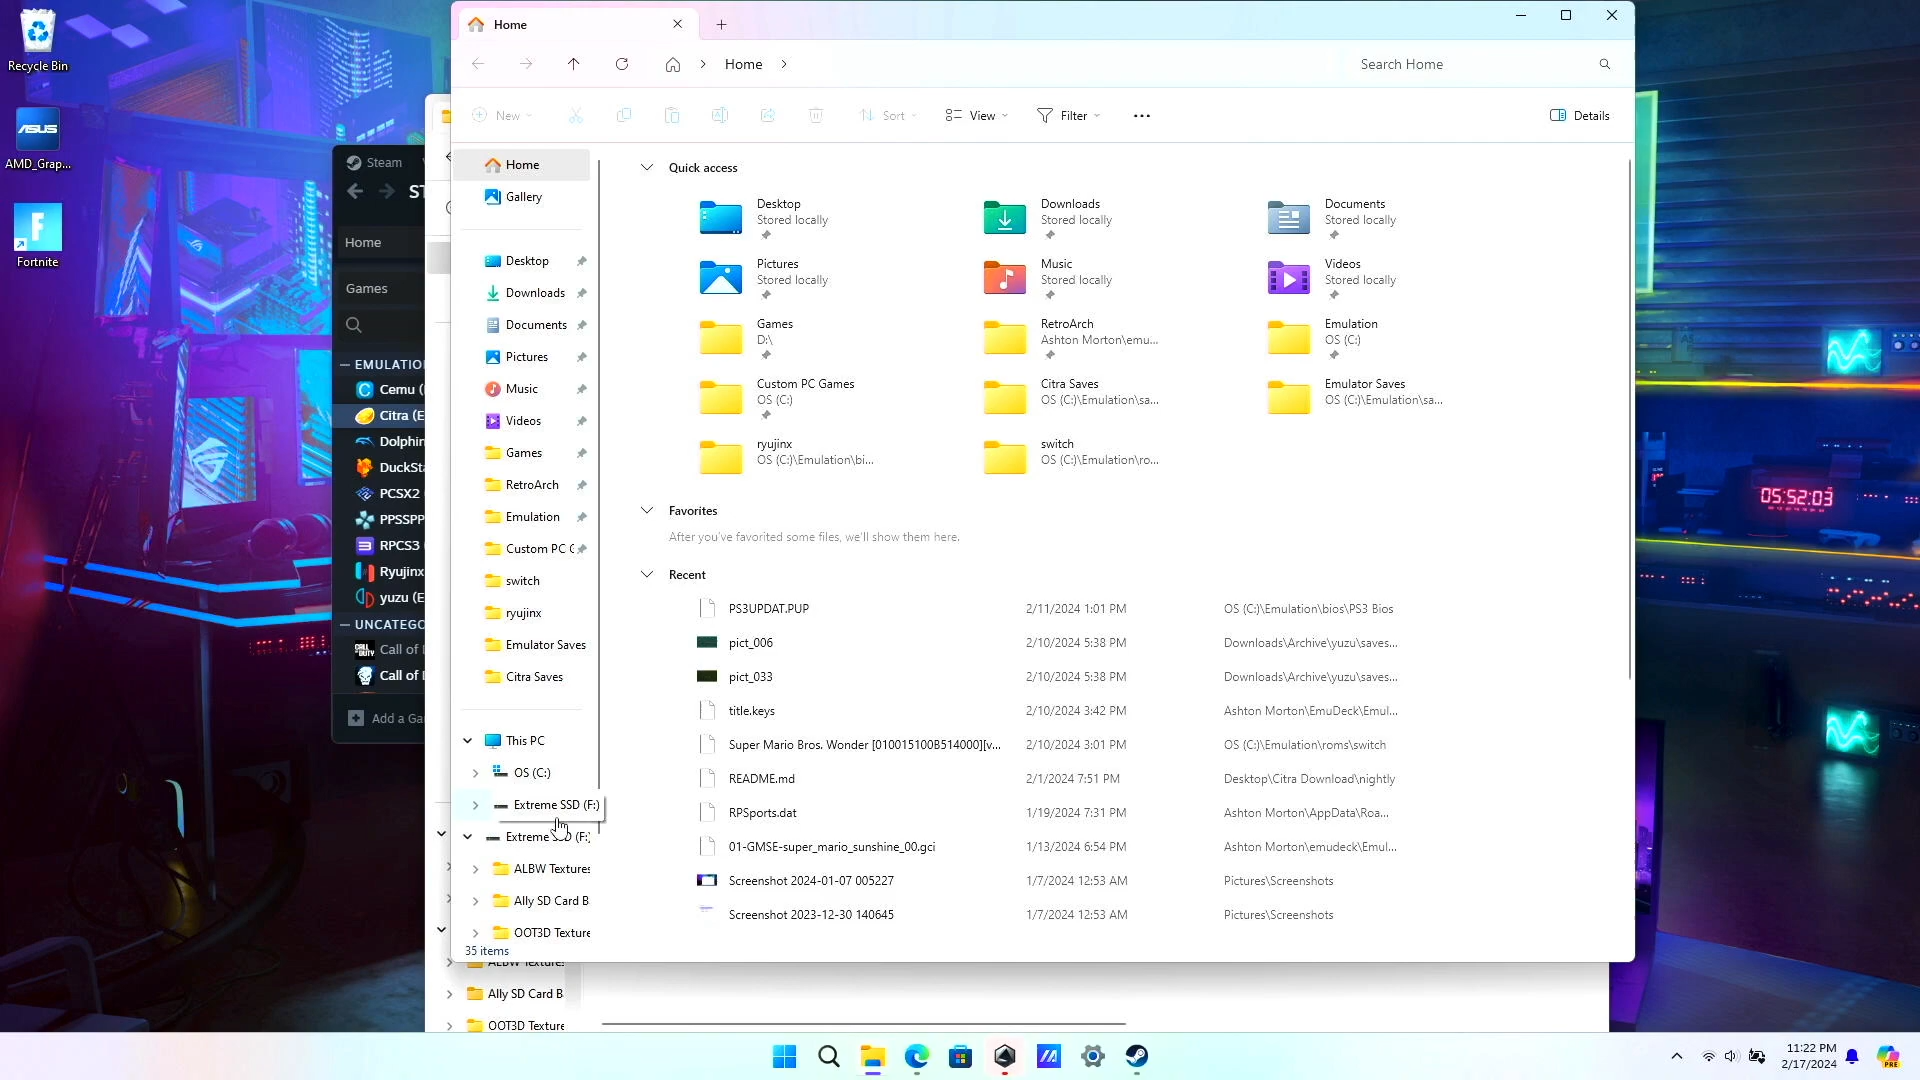 Recycle Bin
ASUS
AMD_Grap...
Fortnite
Steam
Home
Games
EMULATIO
Cemu (
Citra (E
Dolphin
DuckSta
PCSX2
PPSSPP
RPCS3
Ryujinx
yuzu (E
UNCATEGO
Call of
Call of
Add a Ga
Home
Home
Search Home
New
Sort
View
Filter
Details
Home
Gallery
Desktop
Downloads
Documents
Pictures
Music
Videos
Games
RetroArch
Emulation
Custom PC G
switch
ryujinx
Emulator Saves
Citra Saves
This PC
OS (C:)
Extreme SSD (F:)
Extreme SSD (F:)
ALBW Textures
Ally SD Card B
OOT3D Texture
35 items
Quick access
Desktop
Stored locally
Downloads
Stored locally
Documents
Stored locally
Pictures
Stored locally
Music
Stored locally
Videos
Stored locally
Games
D:\
RetroArch
Ashton Morton\emu...
Emulation
OS (C:)
Custom PC Games
OS (C:)
Citra Saves
OS (C:)\Emulation\sa...
Emulator Saves
OS (C:)\Emulation\sa...
ryujinx
OS (C:)\Emulation\bi...
switch
OS (C:)\Emulation\ro...
Favorites
After you've favorited some files, we'll show them here.
Recent
PS3UPDAT.PUP 2/11/2024 1:01 PM OS (C:)\Emulation\bios\PS3 Bios
pict_006 2/10/2024 5:38 PM Downloads\Archive\yuzu\saves...
pict_033 2/10/2024 5:38 PM Downloads\Archive\yuzu\saves...
title.keys 2/10/2024 3:42 PM Ashton Morton\EmuDeck\Emul...
Super Mario Bros. Wonder [010015100B514000][v... 2/10/2024 3:01 PM OS (C:)\Emulation\roms\switch
README.md 2/1/2024 7:51 PM Desktop\Citra Download\nightly
RPSports.dat 1/19/2024 7:31 PM Ashton Morton\AppData\Roa...
01-GMSE-super_mario_sunshine_00.gci 1/13/2024 6:54 PM Ashton Morton\emudeck\Emul...
Screenshot 2024-01-07 005227 1/7/2024 12:53 AM Pictures\Screenshots
Screenshot 2023-12-30 140645 1/7/2024 12:53 AM Pictures\Screenshots
ALBW Textures
Ally SD Card B
OOT3D Texture
05:52:03
11:22 PM
2/17/2024
PRE